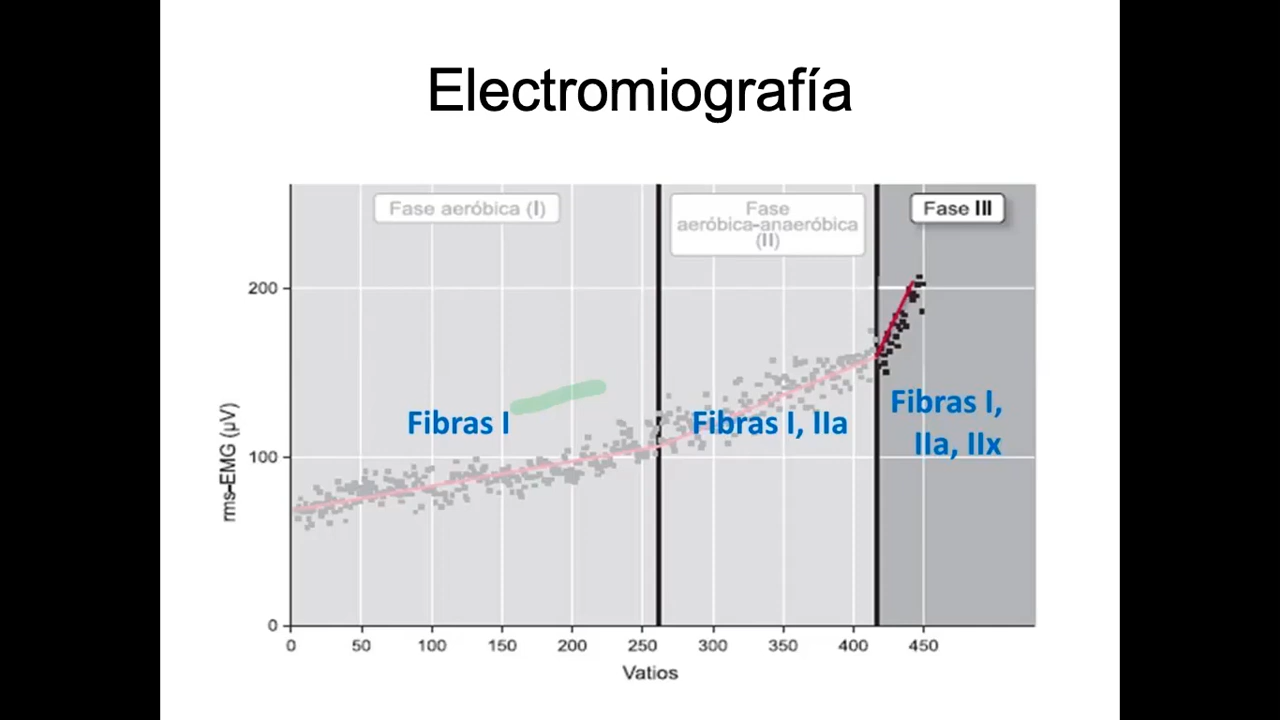 Electromiografía
Fase aeróbica (I)
Fase
aeróbica-anaeróbica
(II)
Fase III
200
100
0
rms-EMG (µV)
Fibras I
Fibras I, IIa
Fibras I,
IIa, IIx
0 50 100 150 200 250 300 350 400 450
Vatios